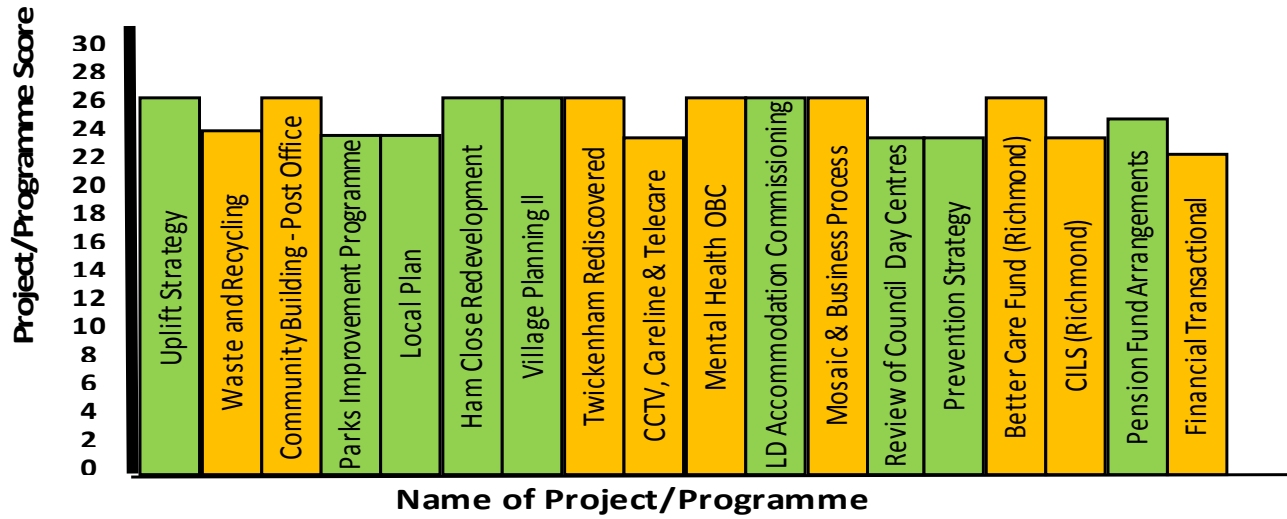 Project/Programme Score
30
28
26
24
22
20
18
16
14
12
10
8
6
4
2
0
Uplift Strategy
Waste and Recycling
Community Building - Post Office
Parks Improvement Programme
Local Plan
Ham Close Redevelopment
Village Planning II
Twickenham Rediscovered
CCTV, Careline & Telecare
Mental Health OBC
LD Accommodation Commissioning
Mosaic & Business Process
Review of Council Day Centres
Prevention Strategy
Better Care Fund (Richmond)
CILS (Richmond)
Pension Fund Arrangements
Financial Transactional
Name of Project/Programme